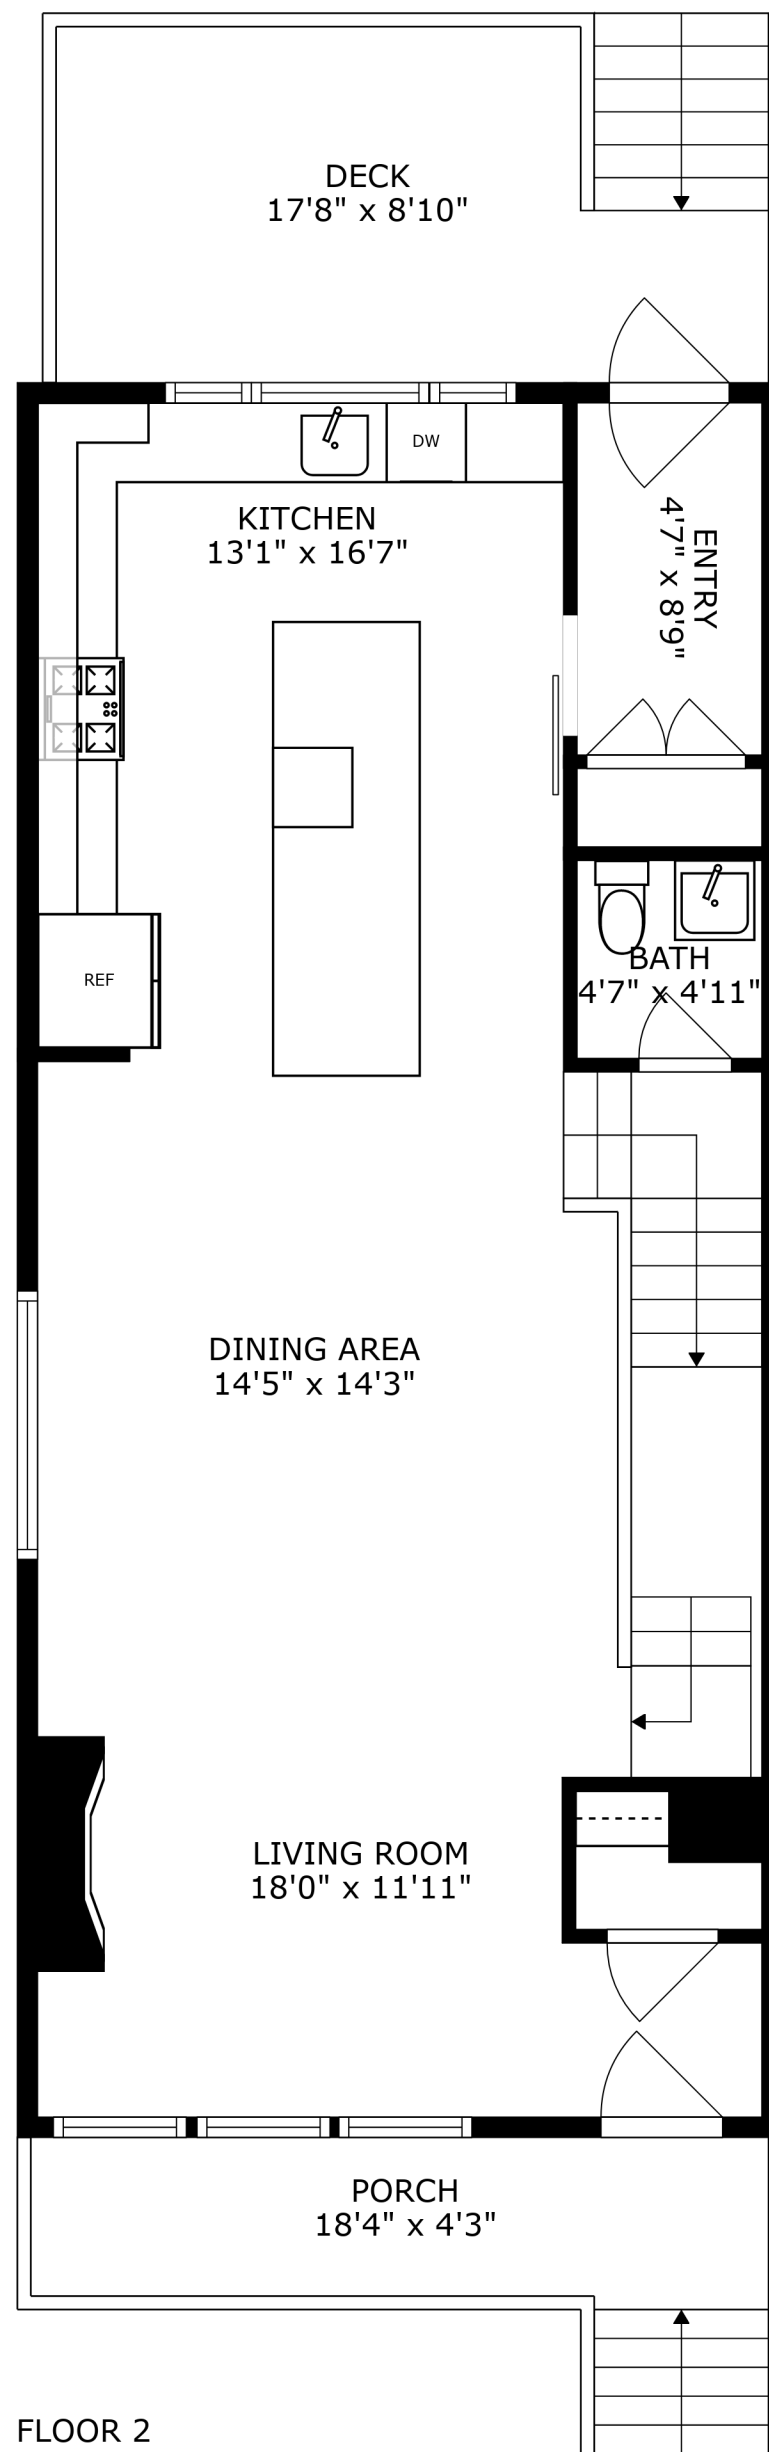 DECK
17'8" x 8'10"
DW
KITCHEN
13'1" x 16'7"
ENTRY
4'7" x 8'9"
REF
BATH
4'7" x 4'11"
DINING AREA
14'5" x 14'3"
LIVING ROOM
18'0" x 11'11"
PORCH
18'4" x 4'3"
FLOOR 2